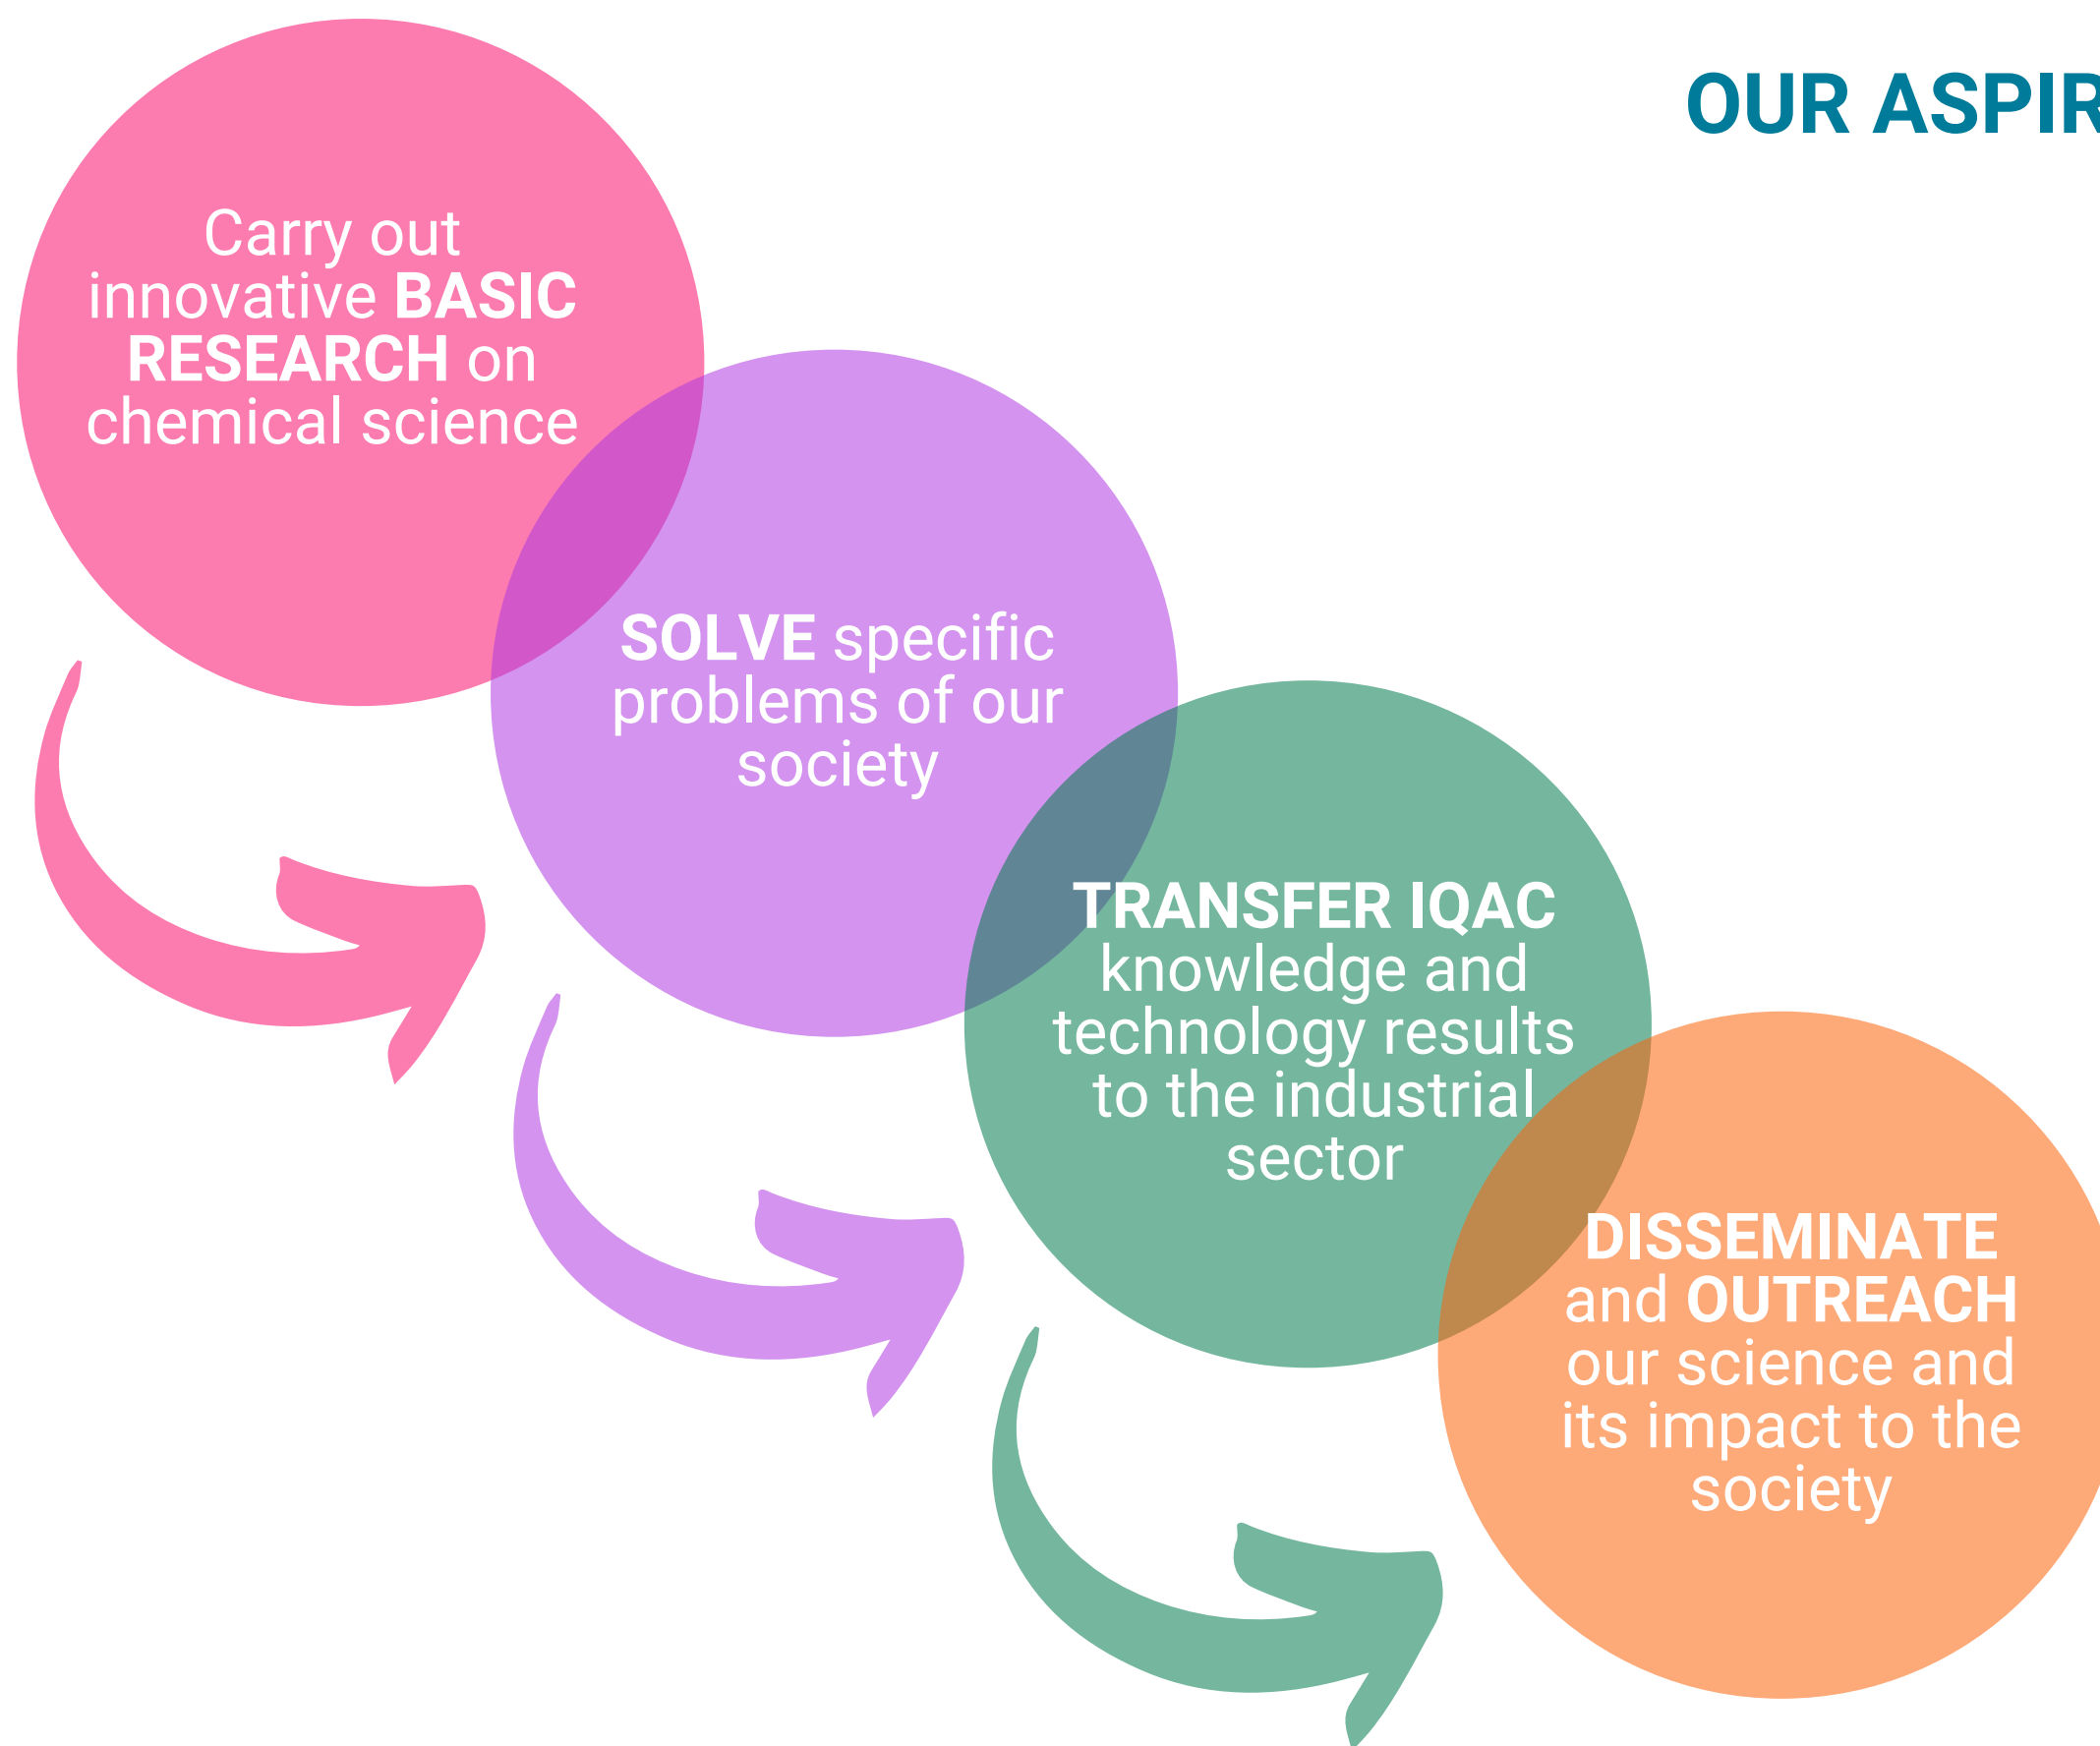 OUR ASPIR
Carry out
innovative BASIC
RESEARCH on
chemical science
SOLVE specific
problems of our
society
TRANSFER IQAC
knowledge and
technology results
to the industrial
sector
DISSEMINATE
and OUTREACH
our science and
its impact to the
society